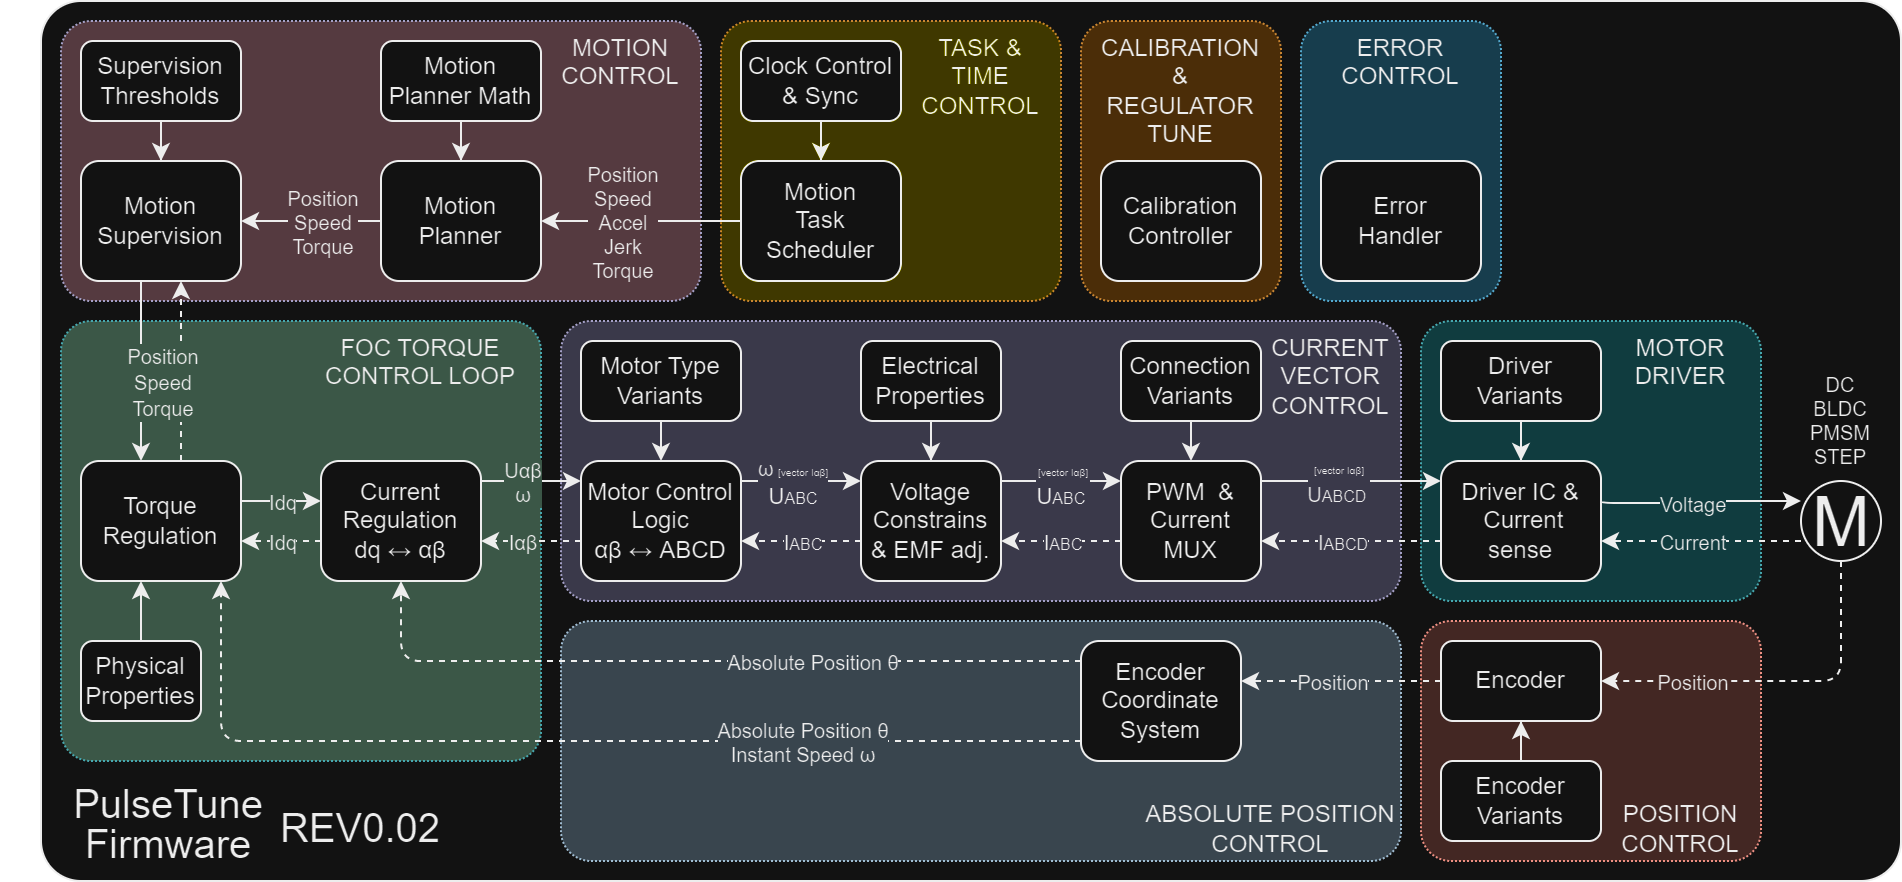 Supervision
Thresholds
Motion
Planner Math
MOTION
CONTROL
Motion
Supervision
Position
Speed
Torque
Motion
Planner
Position
Speed
Accel
Jerk
Torque
Clock Control
& Sync
TASK &
TIME
CONTROL
Motion
Task
Scheduler
CALIBRATION
&
REGULATOR
TUNE
Calibration
Controller
ERROR
CONTROL
Error
Handler
Position
Speed
Torque
FOC TORQUE
CONTROL LOOP
Torque
Regulation
Idq
Idq
Current
Regulation
dq ↔ αβ
Uαβ
ω
Iαβ
Physical
Properties
Motor Type
Variants
Electrical
Properties
Connection
Variants
CURRENT
VECTOR
CONTROL
Motor Control
Logic
αβ ↔ ABCD
ω [vector Iαβ]
UABC
IABC
Voltage
Constrains
& EMF adj.
[vector Iαβ]
UABC
IABC
PWM &
Current
MUX
[vector Iαβ]
UABCD
IABCD
Driver
Variants
MOTOR
DRIVER
Driver IC &
Current
sense
Voltage
Current
DC
BLDC
PMSM
STEP
M
Absolute Position θ
Absolute Position θ
Instant Speed ω
Encoder
Coordinate
System
Position
ABSOLUTE POSITION
CONTROL
Encoder
Position
Encoder
Variants
POSITION
CONTROL
PulseTune
Firmware
REV0.02